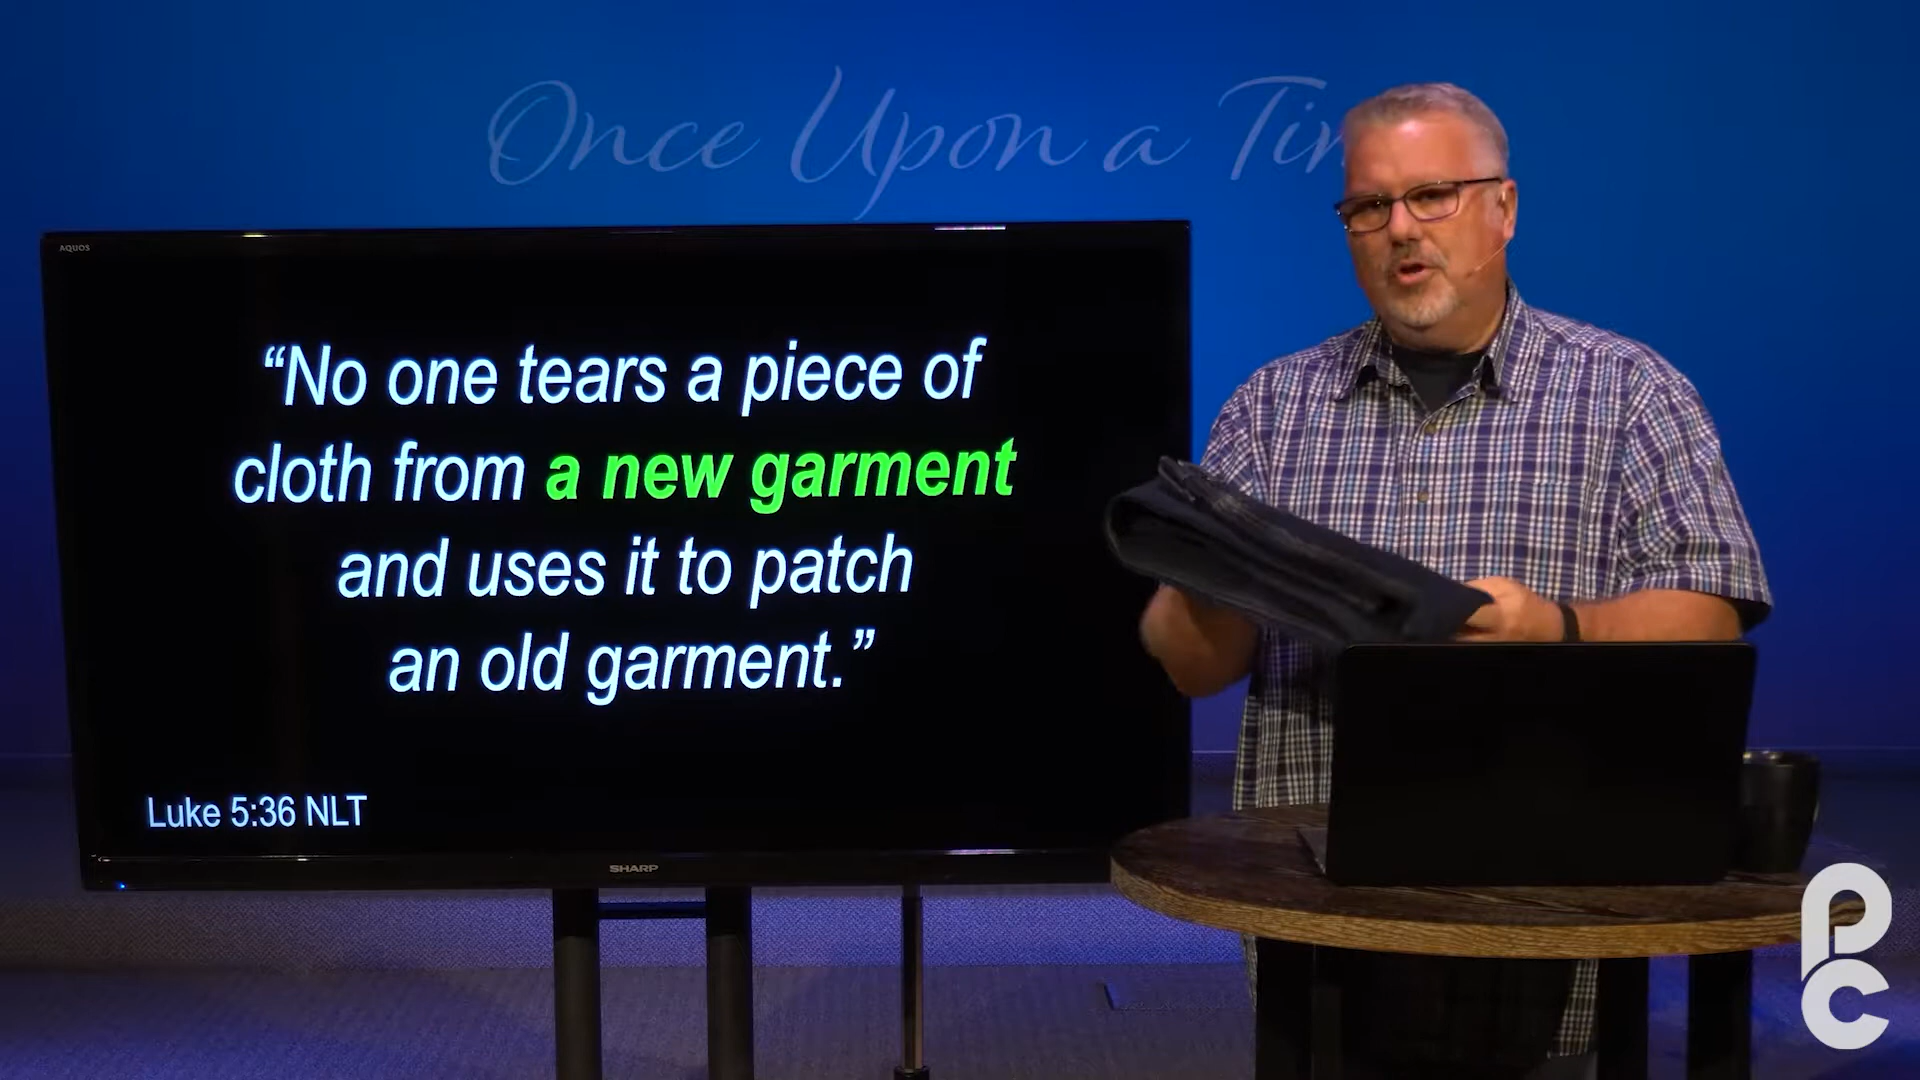 Once Upon a Tim
AQUOS
“No one tears a piece of
cloth from a new garment
and uses it to patch
an old garment.”
Luke 5:36 NLT
SHARP
pc